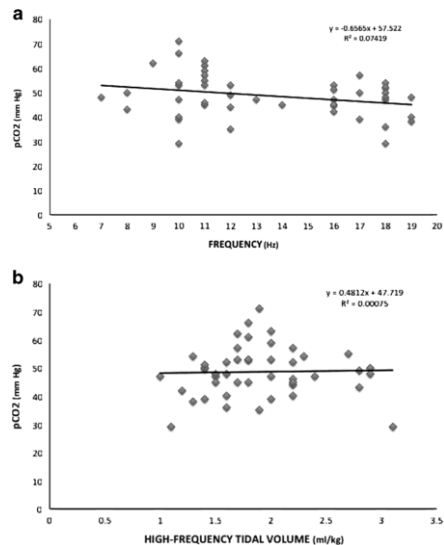 a
y = -0.6565x + 57.522
R² = 0.07419
80
70
60
50
40
30
20
10
0
pCO2 (mm Hg)
5 6 7 8 9 10 11 12 13 14 15 16 17 18 19 20
FREQUENCY (Hz)
b
y = 0.4812x + 47.719
R² = 0.00075
80
70
60
50
40
30
20
10
0
pCO2 (mm Hg)
0 0.5 1 1.5 2 2.5 3 3.5
HIGH-FREQUENCY TIDAL VOLUME (ml/kg)